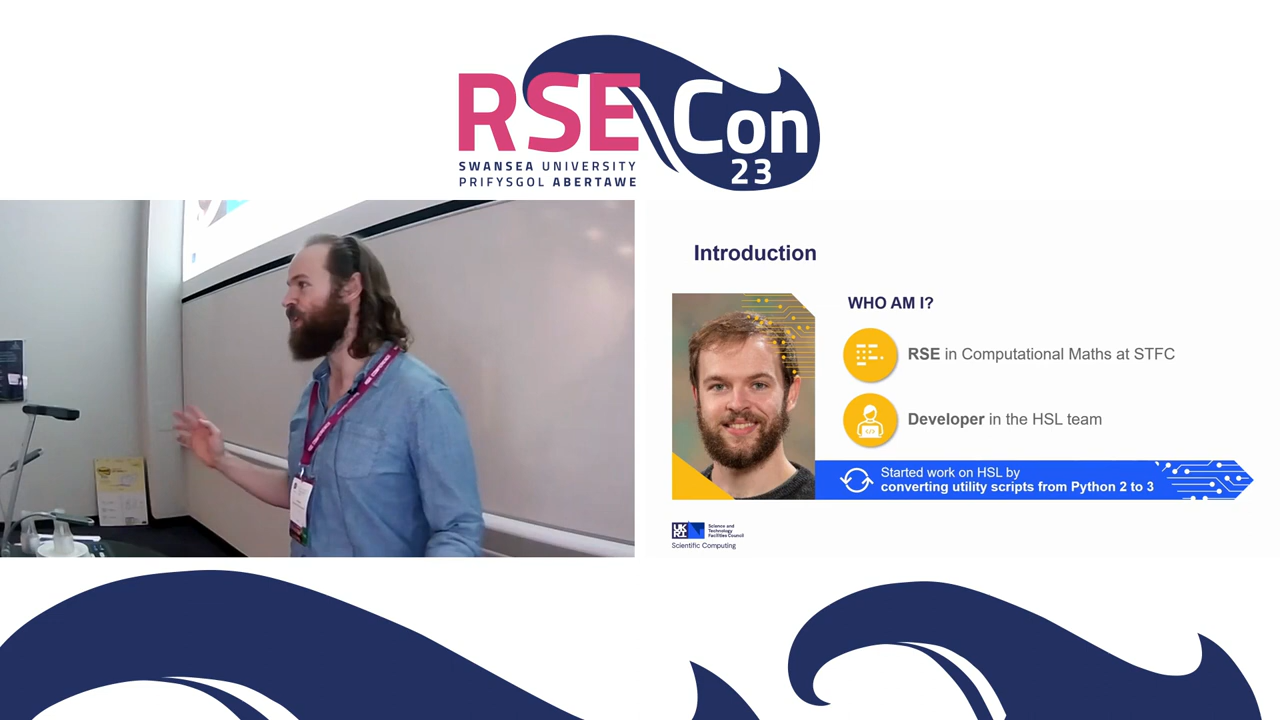 RSE Con
23
SWANSEA UNIVERSITY
PRIFYSGOL ABERTAWE
Introduction
WHO AM I?
RSE in Computational Maths at STFC
Developer in the HSL team
Started work on HSL by
converting utility scripts from Python 2 to 3
UKRI
Science and
Technology
Facilities Council
Scientific Computing